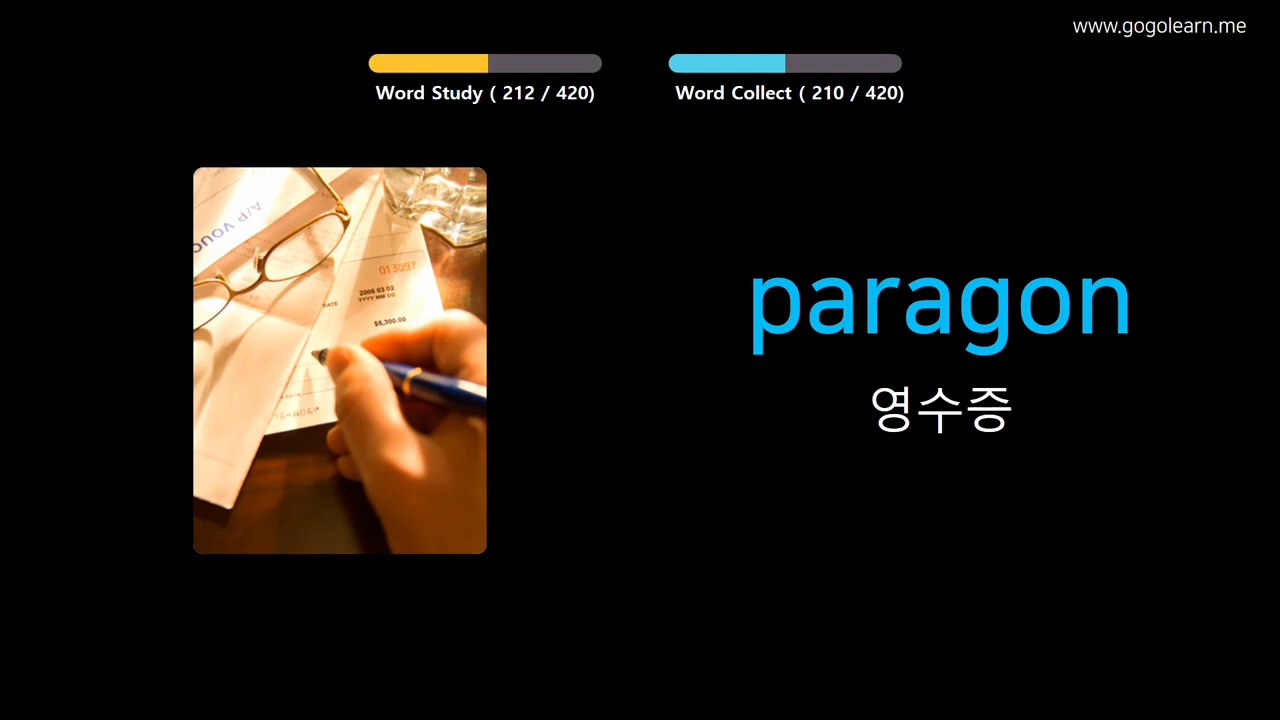 www.gogolearn.me
Word Study ( 212 / 420)
Word Collect ( 210 / 420)
A/P VOUC
013097
2006 03 02
YYYY MM DD
DATE
$5,300.00
paragon
영수증